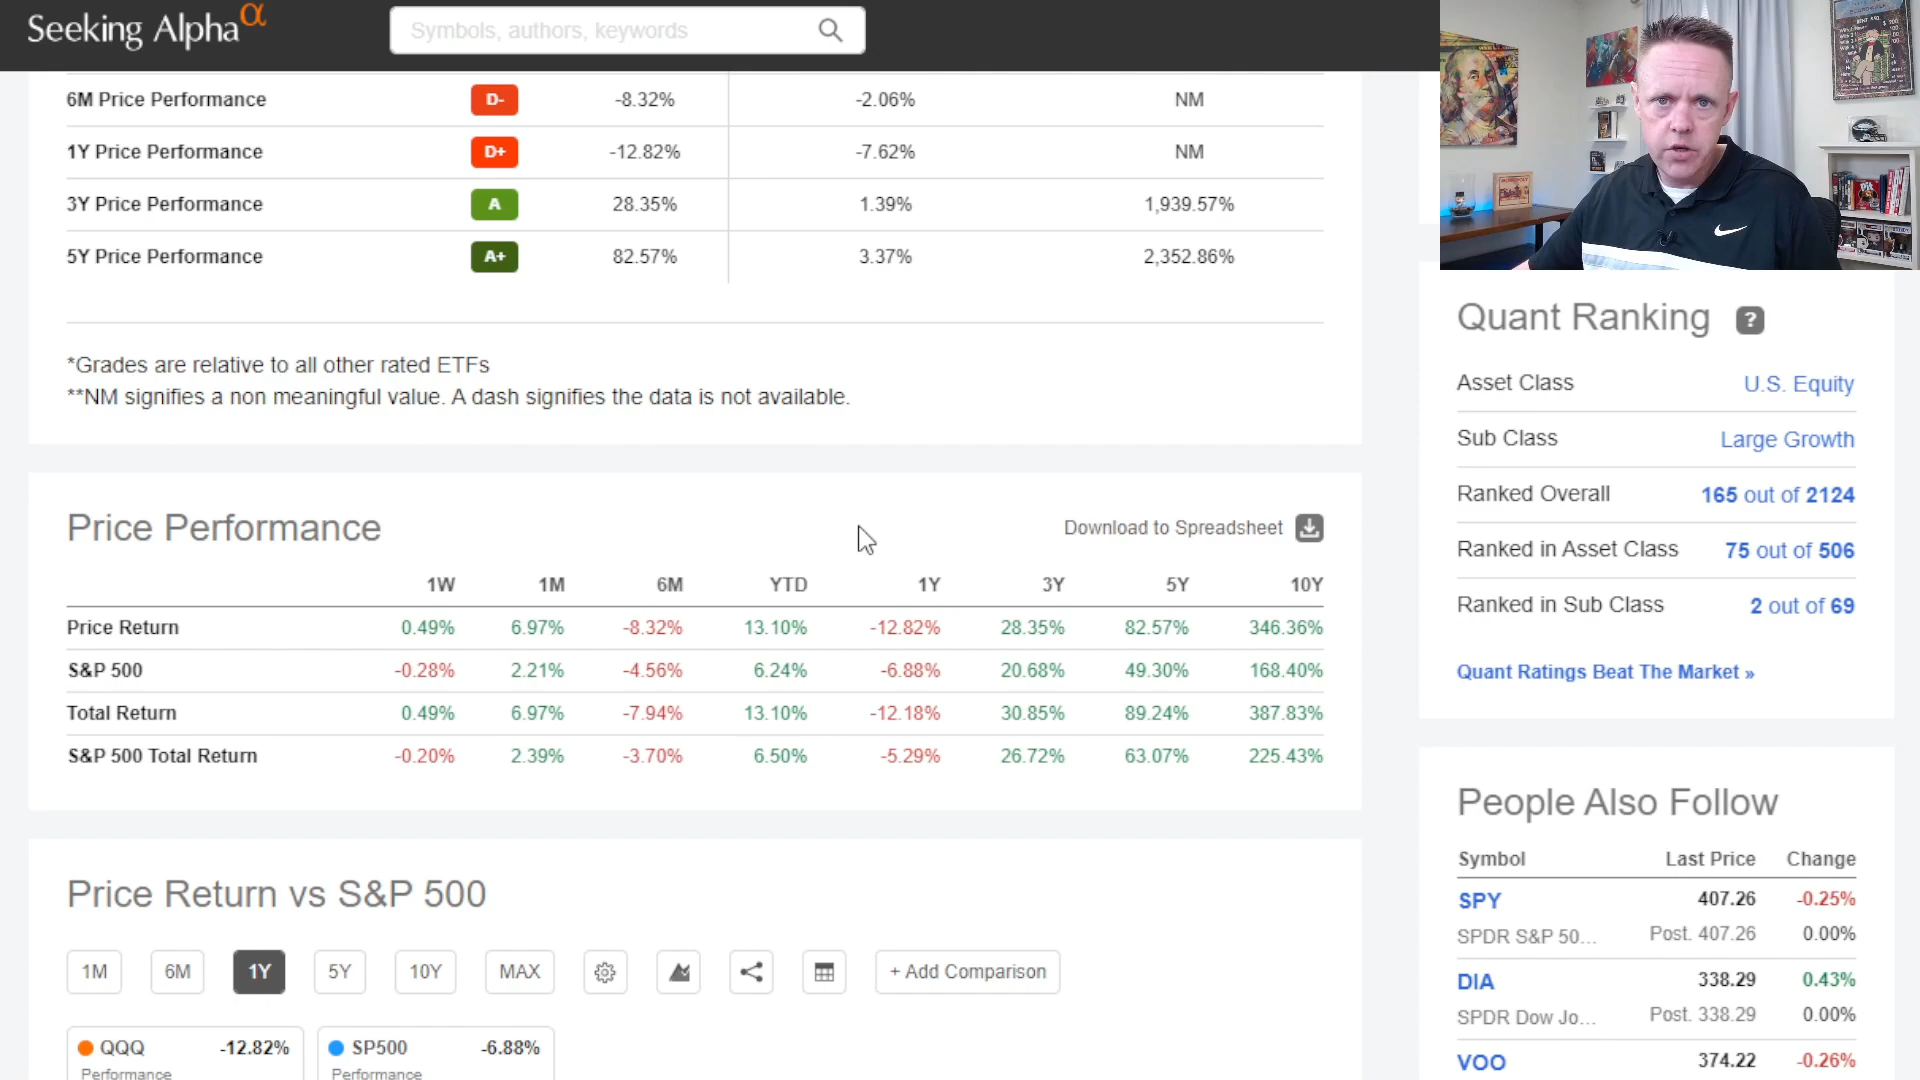 Seeking Alpha α
Symbols, authors, keywords
6M Price Performance D- -8.32% -2.06% NM
1Y Price Performance D+ -12.82% -7.62% NM
3Y Price Performance A 28.35% 1.39% 1,939.57%
5Y Price Performance A+ 82.57% 3.37% 2,352.86%
*Grades are relative to all other rated ETFs
**NM signifies a non meaningful value. A dash signifies the data is not available.
Price Performance
Download to Spreadsheet
1W 1M 6M YTD 1Y 3Y 5Y 10Y
Price Return 0.49% 6.97% -8.32% 13.10% -12.82% 28.35% 82.57% 346.36%
S&P 500 -0.28% 2.21% -4.56% 6.24% -6.88% 20.68% 49.30% 168.40%
Total Return 0.49% 6.97% -7.94% 13.10% -12.18% 30.85% 89.24% 387.83%
S&P 500 Total Return -0.20% 2.39% -3.70% 6.50% -5.29% 26.72% 63.07% 225.43%
Price Return vs S&P 500
1M 6M 1Y 5Y 10Y MAX + Add Comparison
QQQ -12.82%
Performance
SP500 -6.88%
Performance
Quant Ranking ?
Asset Class U.S. Equity
Sub Class Large Growth
Ranked Overall 165 out of 2124
Ranked in Asset Class 75 out of 506
Ranked in Sub Class 2 out of 69
Quant Ratings Beat The Market »
People Also Follow
Symbol Last Price Change
SPY 407.26 -0.25%
SPDR S&P 50... Post. 407.26 0.00%
DIA 338.29 0.43%
SPDR Dow Jo... Post. 338.29 0.00%
VOO 374.22 -0.26%